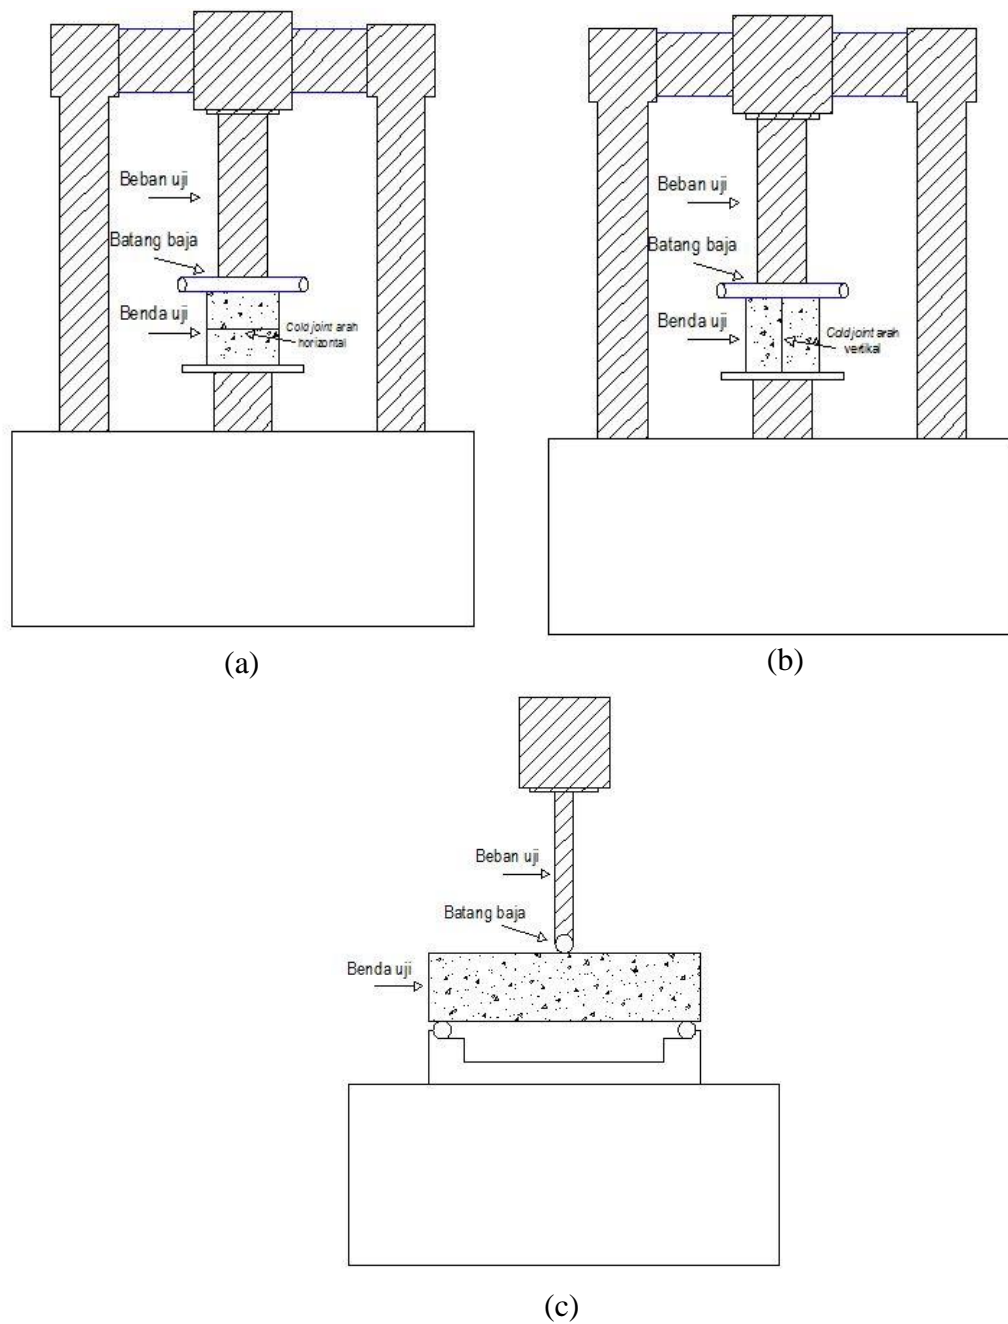 Beban uji
Batang baja
Benda uji
Cold joint arah
horizontal
(a)
Beban uji
Batang baja
Benda uji
Cold joint arah
vertikal
(b)
Beban uji
Batang baja
Benda uji
(c)